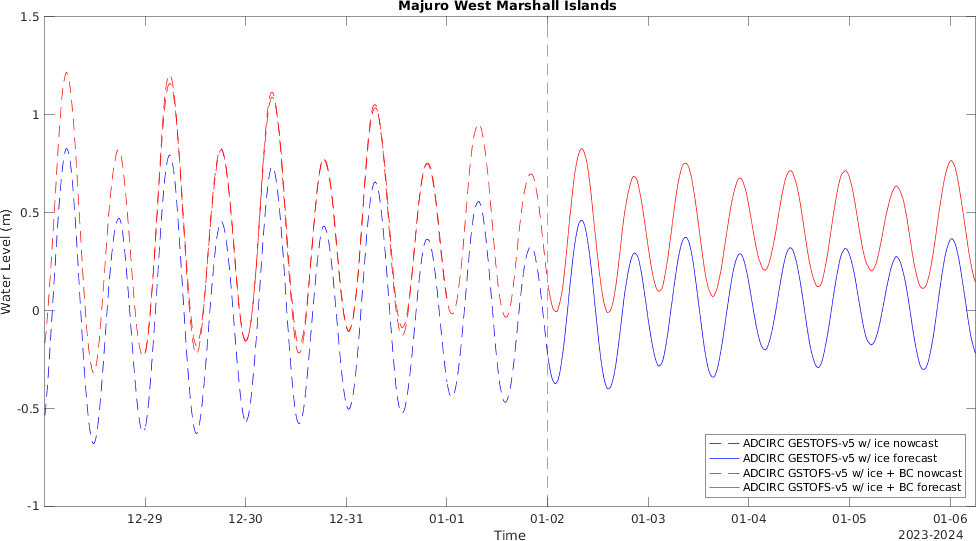 Majuro West Marshall Islands
1.5
1
0.5
0
-0.5
-1
Water Level (m)
12-29
12-30
12-31
01-01
01-02
01-03
01-04
01-05
01-06
Time
2023-2024
ADCIRC GESTOFS-v5 w/ ice nowcast
ADCIRC GESTOFS-v5 w/ ice forecast
ADCIRC GSTOFS-v5 w/ ice + BC nowcast
ADCIRC GSTOFS-v5 w/ ice + BC forecast